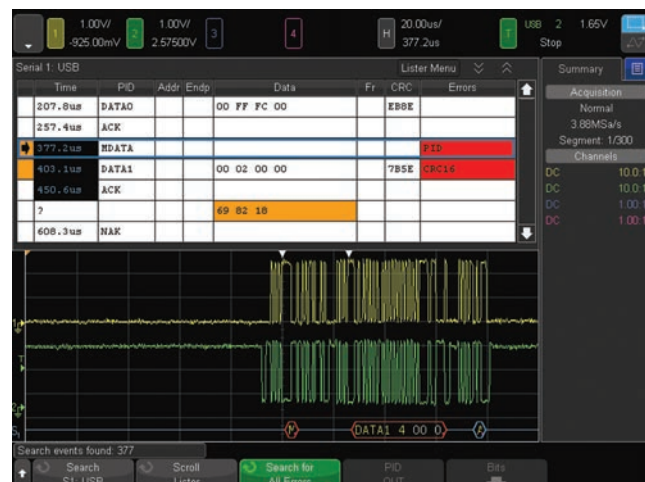 1 1.00V/ 2 1.00V/ 3 4 H 20.00us/ T USB 2 1.65V
-925.00mV 2.57500V 377.2us Stop
Serial 1: USB Lister Menu Summary
Time PID Addr Endp Data Fr CRC Errors
207.8us DATA0 00 FF FC 00 EB8E
257.4us ACK
377.2us MDATA PID
403.1us DATA1 00 02 00 00 7B5E CRC16
450.6us ACK
? 69 82 18
608.3us NAK
Acquisition
Normal
3.88MSa/s
Segment: 1/300
Channels
DC 10.0:1
DC 10.0:1
DC 1.00:1
DC 1.00:1
M DATA1 4 00 0 A
Search events found: 377
Search Scroll Search for PID Bits
S1: USB Lister All Errors OUT